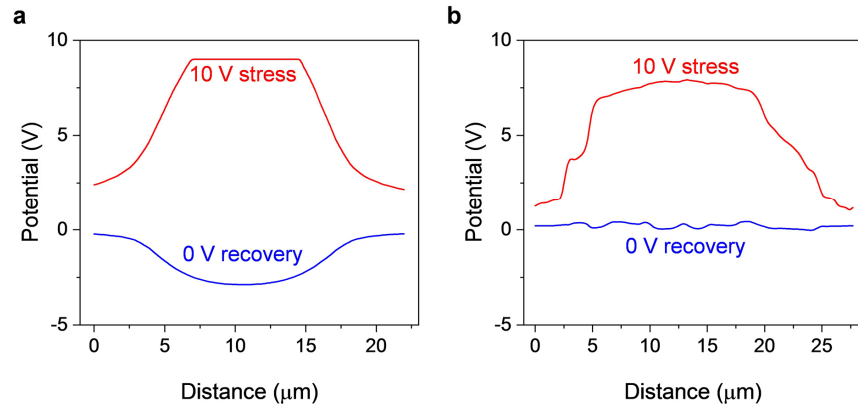 a
10
5
0
-5
Potential (V)
10 V stress
0 V recovery
0
5
10
15
20
Distance (μm)
b
10
5
0
-5
Potential (V)
10 V stress
0 V recovery
0
5
10
15
20
25
Distance (μm)